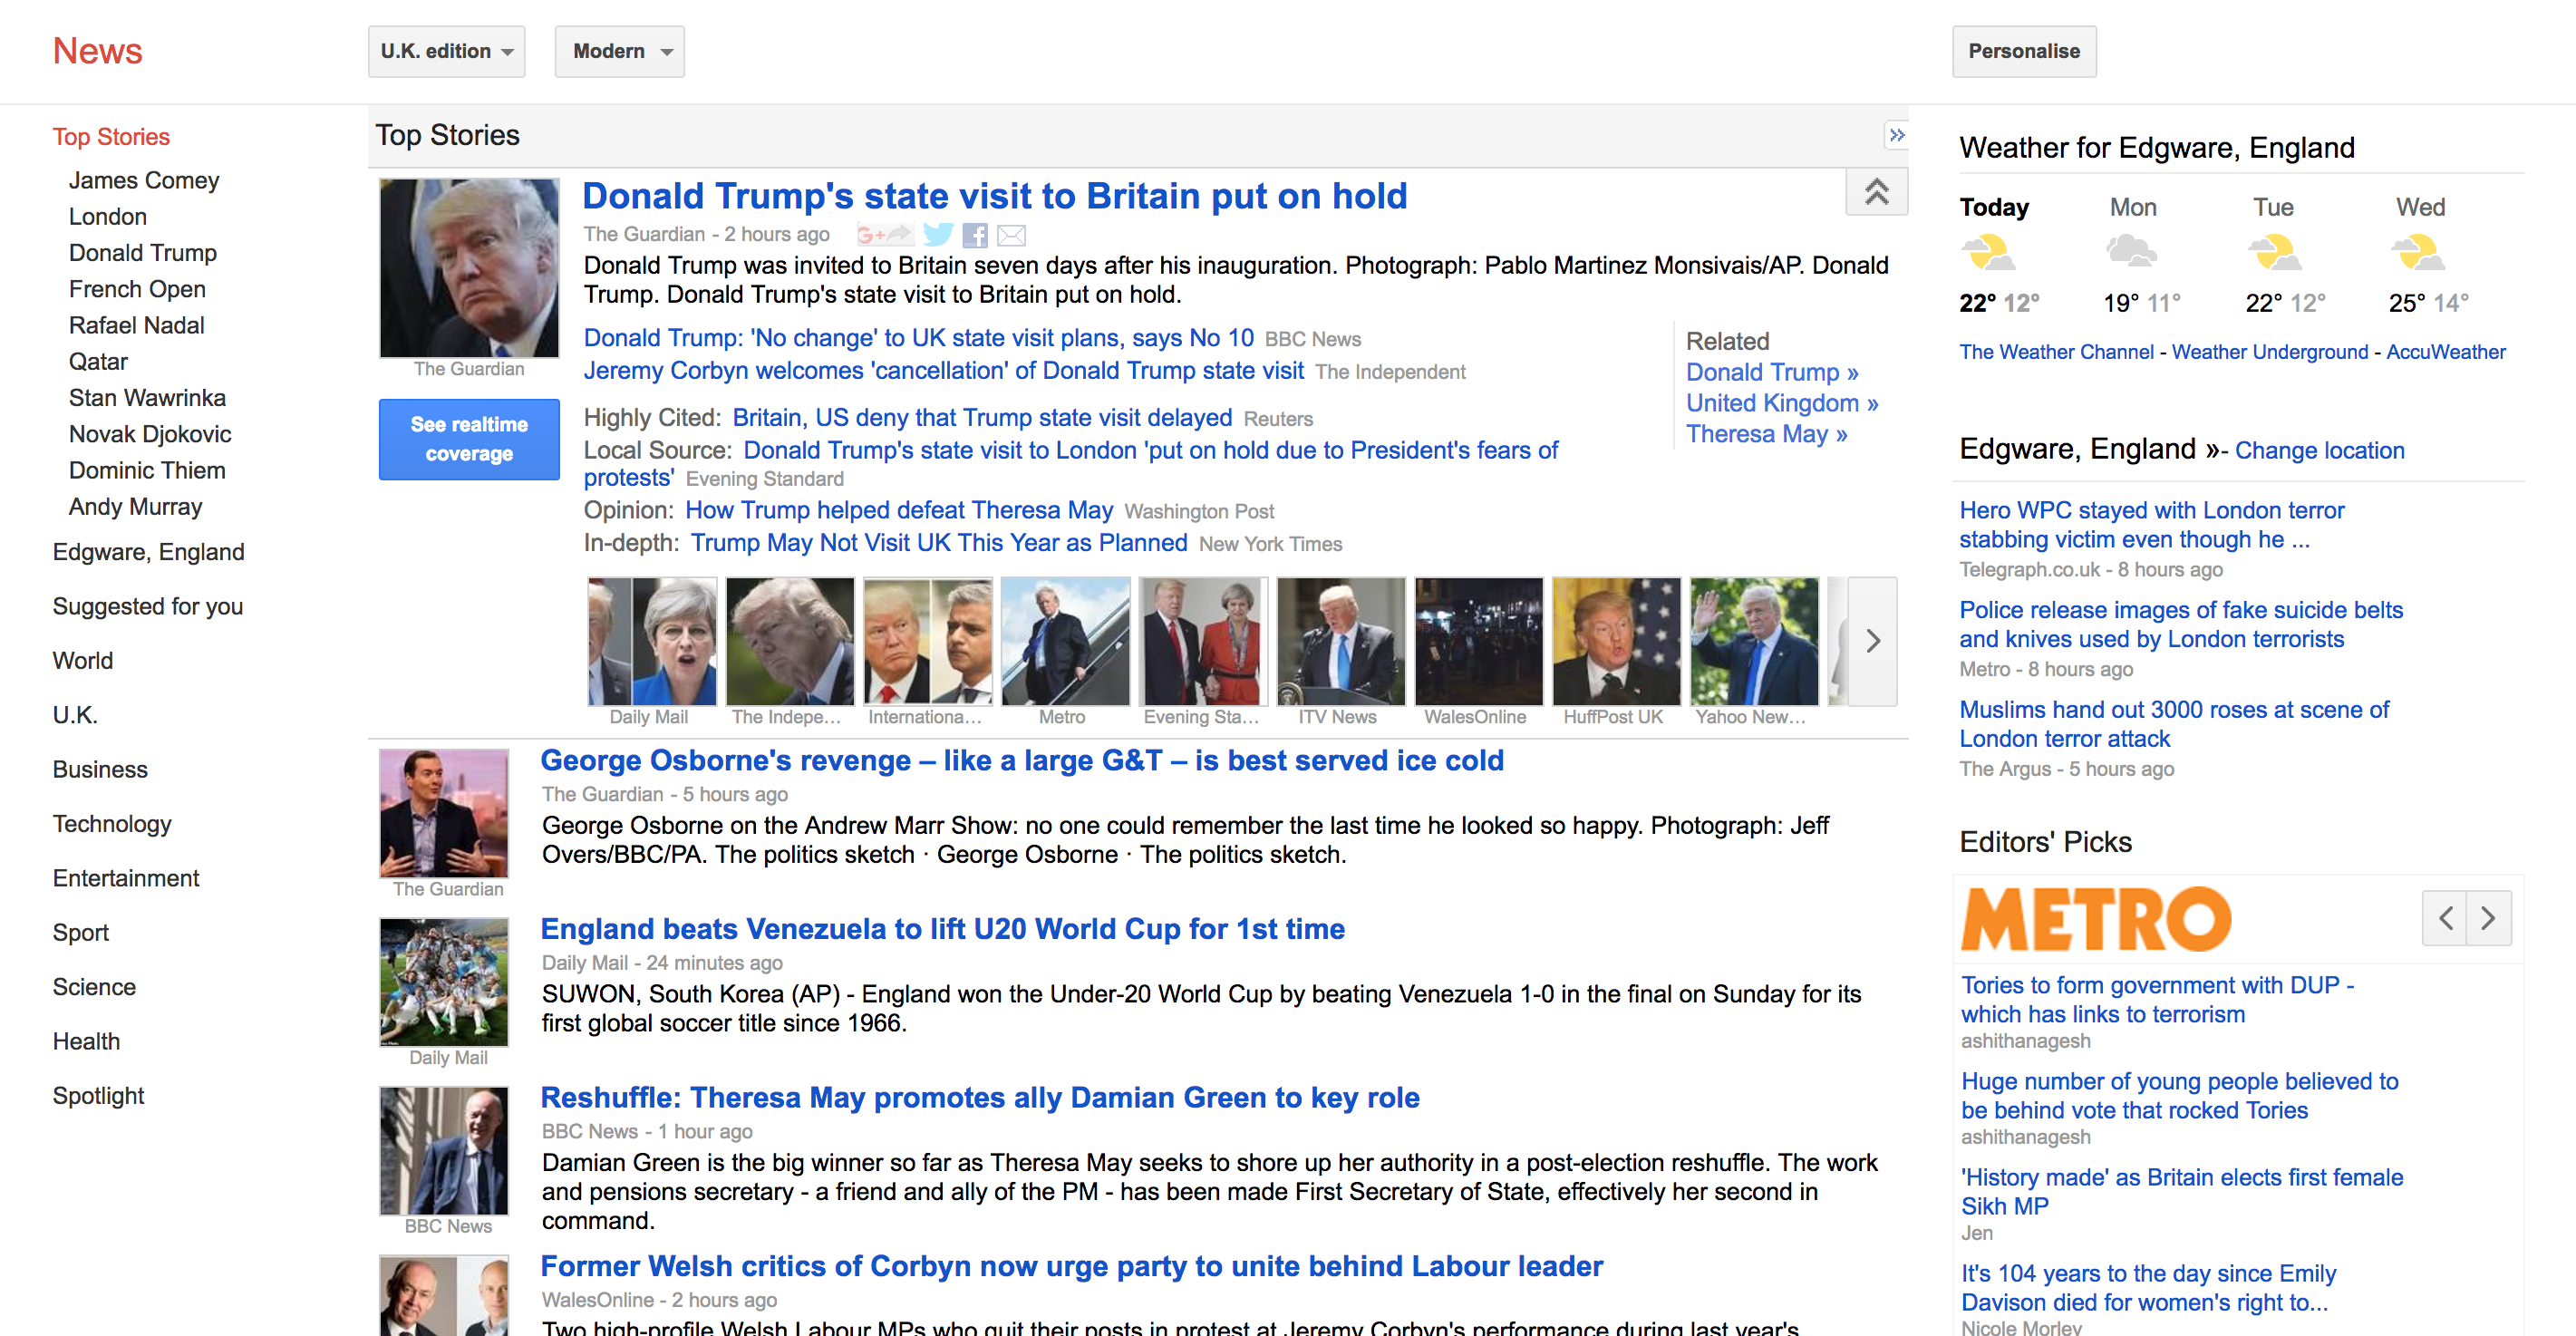 News
U.K. edition
Modern
Personalise
Top Stories
James Comey
London
Donald Trump
French Open
Rafael Nadal
Qatar
Stan Wawrinka
Novak Djokovic
Dominic Thiem
Andy Murray
Edgware, England
Suggested for you
World
U.K.
Business
Technology
Entertainment
Sport
Science
Health
Spotlight
Top Stories
»
The Guardian
See realtime
coverage
Donald Trump's state visit to Britain put on hold
The Guardian - 2 hours ago
G+
f
Donald Trump was invited to Britain seven days after his inauguration. Photograph: Pablo Martinez Monsivais/AP. Donald
Trump. Donald Trump's state visit to Britain put on hold.
Donald Trump: 'No change' to UK state visit plans, says No 10 BBC News
Jeremy Corbyn welcomes 'cancellation' of Donald Trump state visit The Independent
Highly Cited: Britain, US deny that Trump state visit delayed Reuters
Local Source: Donald Trump's state visit to London 'put on hold due to President's fears of
protests' Evening Standard
Opinion: How Trump helped defeat Theresa May Washington Post
In-depth: Trump May Not Visit UK This Year as Planned New York Times
Related
Donald Trump »
United Kingdom »
Theresa May »
Daily Mail
The Indepe...
Internationa...
Metro
Evening Sta...
ITV News
WalesOnline
HuffPost UK
Yahoo New...
George Osborne's revenge – like a large G&T – is best served ice cold
The Guardian - 5 hours ago
George Osborne on the Andrew Marr Show: no one could remember the last time he looked so happy. Photograph: Jeff
Overs/BBC/PA. The politics sketch · George Osborne · The politics sketch.
The Guardian
England beats Venezuela to lift U20 World Cup for 1st time
Daily Mail - 24 minutes ago
SUWON, South Korea (AP) - England won the Under-20 World Cup by beating Venezuela 1-0 in the final on Sunday for its
first global soccer title since 1966.
Daily Mail
Reshuffle: Theresa May promotes ally Damian Green to key role
BBC News - 1 hour ago
Damian Green is the big winner so far as Theresa May seeks to shore up her authority in a post-election reshuffle. The work
and pensions secretary - a friend and ally of the PM - has been made First Secretary of State, effectively her second in
command.
BBC News
Former Welsh critics of Corbyn now urge party to unite behind Labour leader
WalesOnline - 2 hours ago
Two high-profile Welsh Labour MPs who quit their posts in protest at Jeremy Corbyn's performance during last year's
Weather for Edgware, England
Today Mon Tue Wed
22° 12° 19° 11° 22° 12° 25° 14°
The Weather Channel - Weather Underground - AccuWeather
Edgware, England »- Change location
Hero WPC stayed with London terror
stabbing victim even though he ...
Telegraph.co.uk - 8 hours ago
Police release images of fake suicide belts
and knives used by London terrorists
Metro - 8 hours ago
Muslims hand out 3000 roses at scene of
London terror attack
The Argus - 5 hours ago
Editors' Picks
METRO
Tories to form government with DUP -
which has links to terrorism
ashithanagesh
Huge number of young people believed to
be behind vote that rocked Tories
ashithanagesh
'History made' as Britain elects first female
Sikh MP
Jen
It's 104 years to the day since Emily
Davison died for women's right to...
Nicole Morley